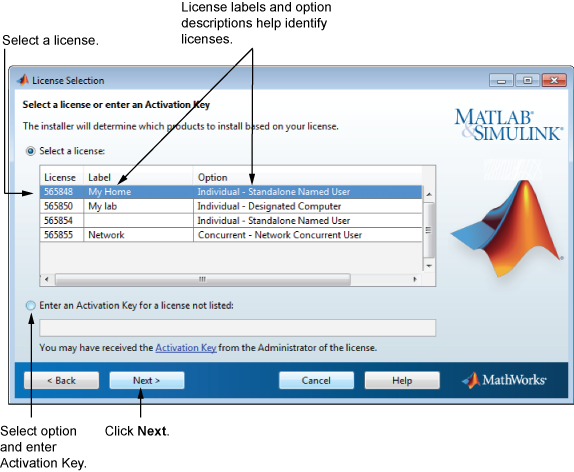 License labels and option
descriptions help identify
licenses.
Select a license.
License Selection
Select a license or enter an Activation Key
The installer will determine which products to install based on your license.
MATLAB®
&SIMULINK®
Select a license:
License Label Option
565848 My Home Individual - Standalone Named User
565850 My lab Individual - Designated Computer
565854 Individual - Standalone Named User
565855 Network Concurrent - Network Concurrent User
Enter an Activation Key for a license not listed:
You may have received the Activation Key from the Administrator of the license.
< Back Next > Cancel Help MathWorks®
Select option
and enter
Activation Key.
Click Next.